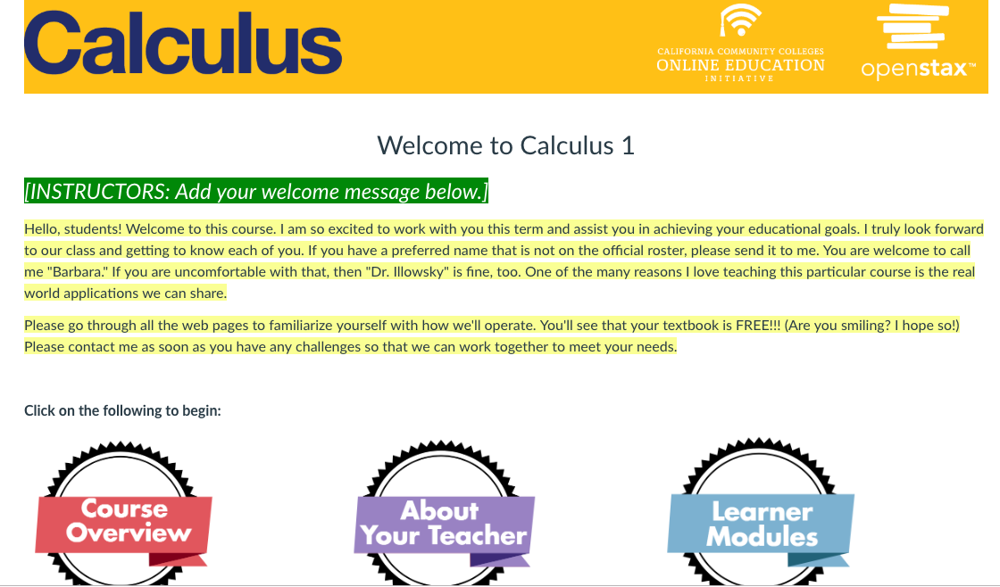 Calculus
CALIFORNIA COMMUNITY COLLEGES
ONLINE EDUCATION
INITIATIVE
openstax™
Welcome to Calculus 1
[INSTRUCTORS: Add your welcome message below.]
Hello, students! Welcome to this course. I am so excited to work with you this term and assist you in achieving your educational goals. I truly look forward
to our class and getting to know each of you. If you have a preferred name that is not on the official roster, please send it to me. You are welcome to call
me "Barbara." If you are uncomfortable with that, then "Dr. Illowsky" is fine, too. One of the many reasons I love teaching this particular course is the real
world applications we can share.
Please go through all the web pages to familiarize yourself with how we'll operate. You'll see that your textbook is FREE!!! (Are you smiling? I hope so!)
Please contact me as soon as you have any challenges so that we can work together to meet your needs.
Click on the following to begin:
Course
Overview
About
Your Teacher
Learner
Modules